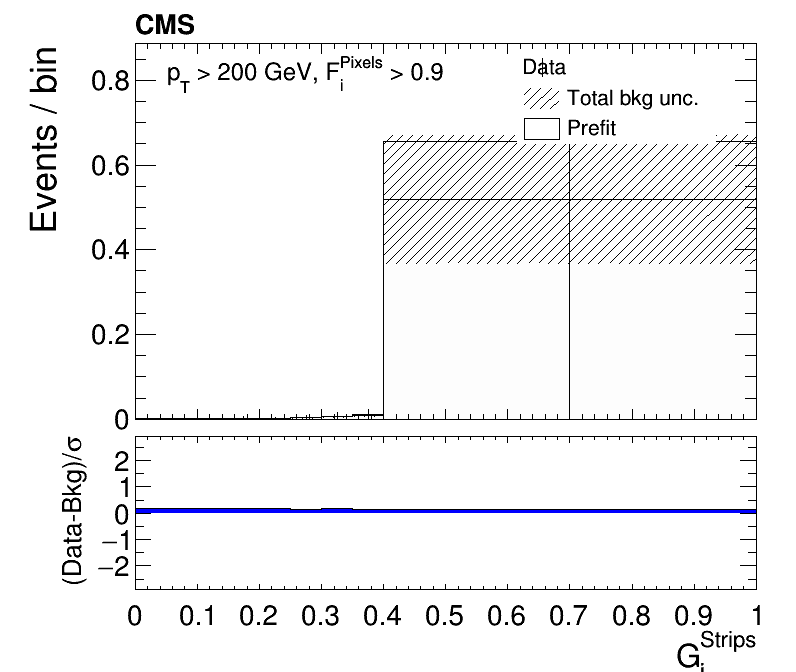 CMS
Events / bin
p_T > 200 GeV, F_i^Pixels > 0.9
Data
Total bkg unc.
Prefit
0.8
0.6
0.4
0.2
0
(Data-Bkg)/σ
2
1
0
−1
−2
0 0.1 0.2 0.3 0.4 0.5 0.6 0.7 0.8 0.9 1
G_i^Strips